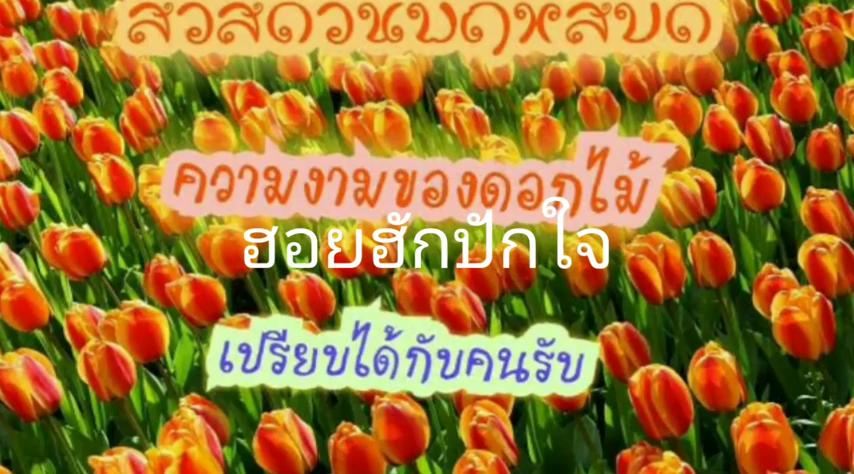 สวัสดีวันพฤหัสบดี
ความงามของดอกไม้
ฮอยฮักปักใจ
เปรียบได้กับคนรับ